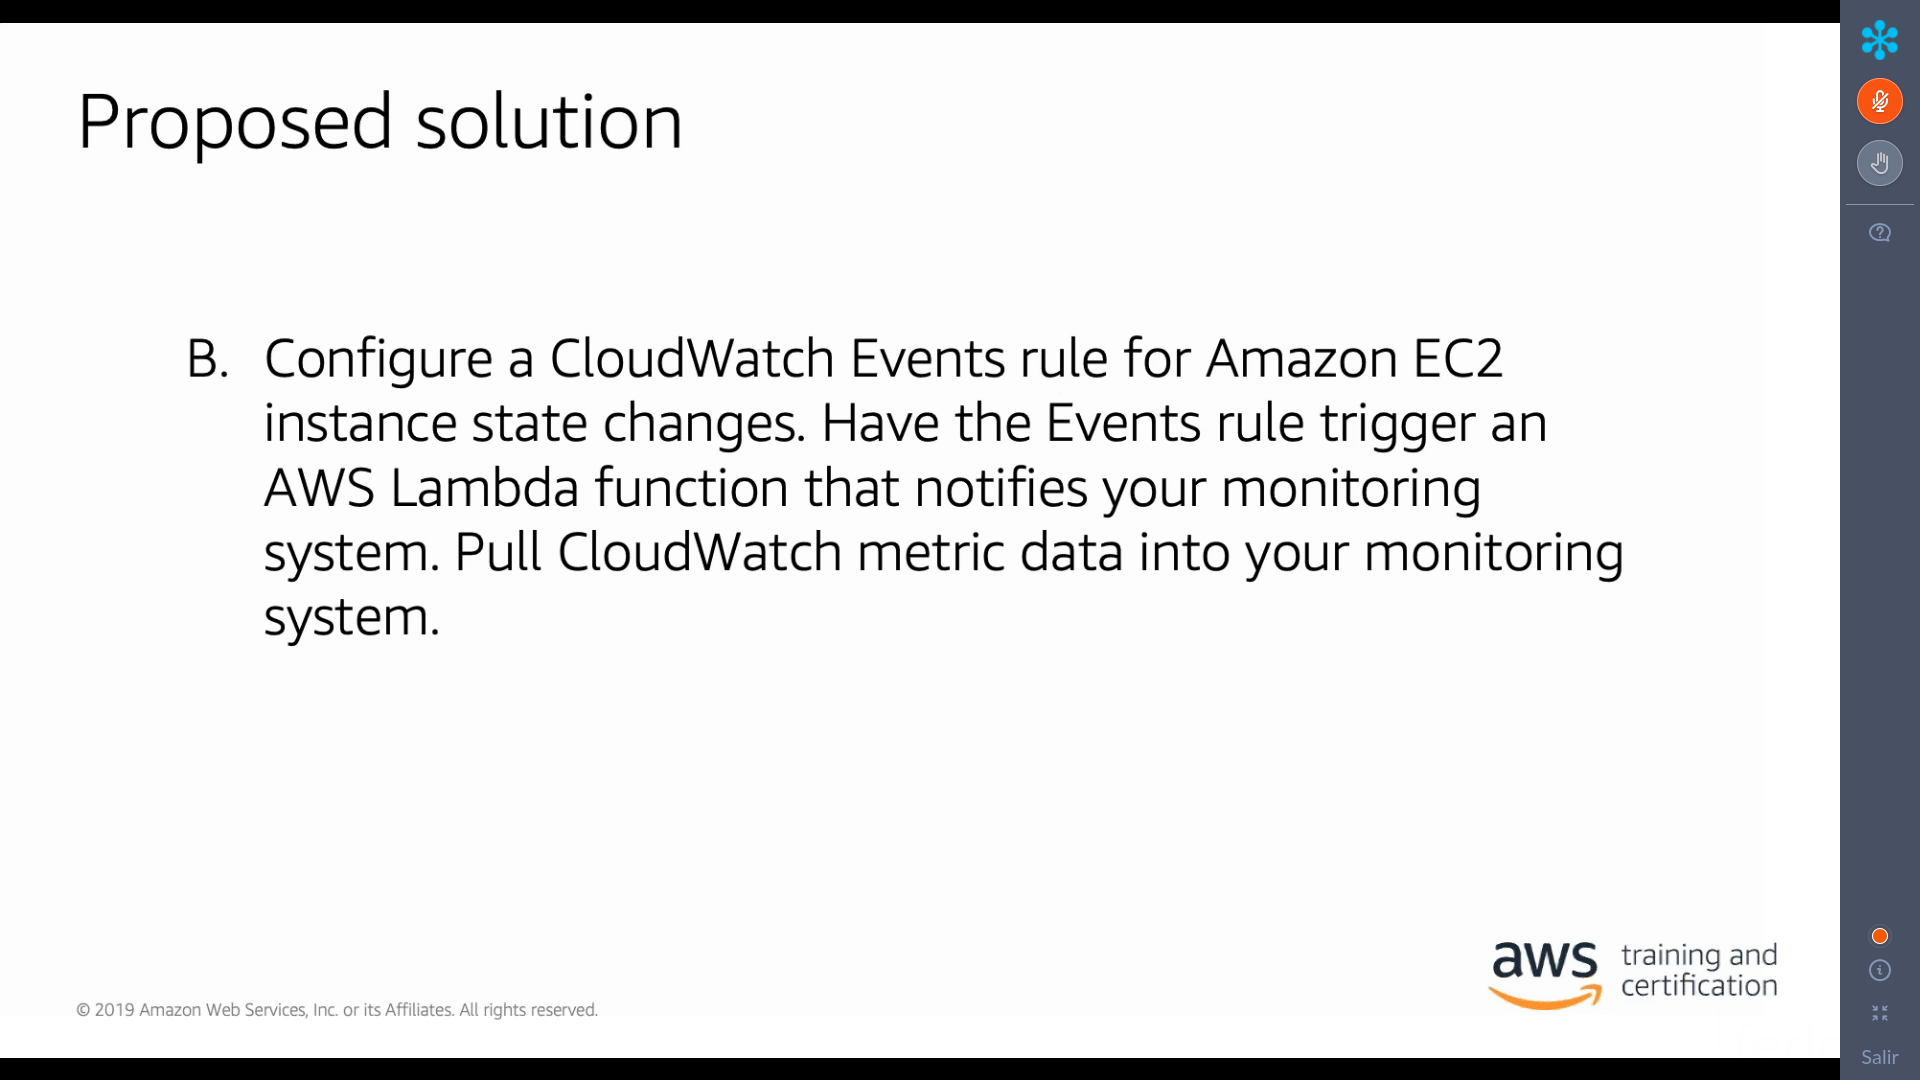 Proposed solution
B. Configure a CloudWatch Events rule for Amazon EC2
instance state changes. Have the Events rule trigger an
AWS Lambda function that notifies your monitoring
system. Pull CloudWatch metric data into your monitoring
system.
aws training and
certification
© 2019 Amazon Web Services, Inc. or its Affiliates. All rights reserved.
Salir